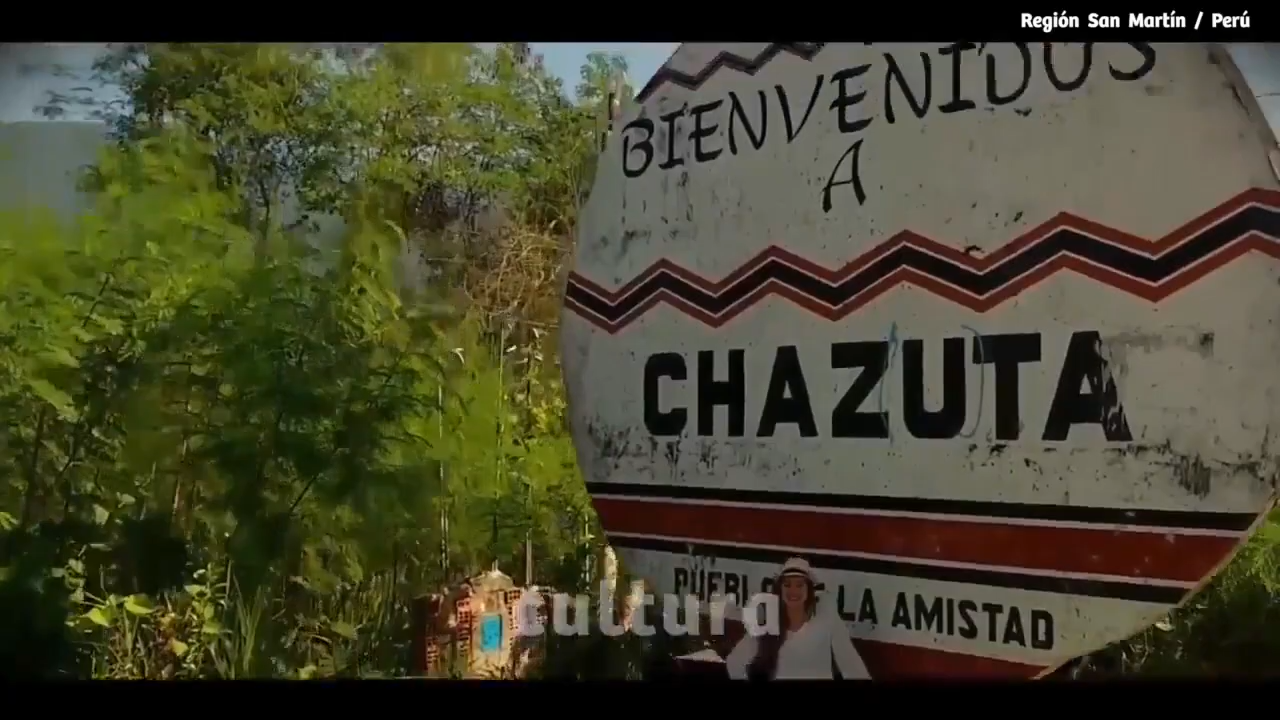 Región San Martín / Perú
BIENVENIDOS
A
CHAZUTA
LA AMISTAD
cultura